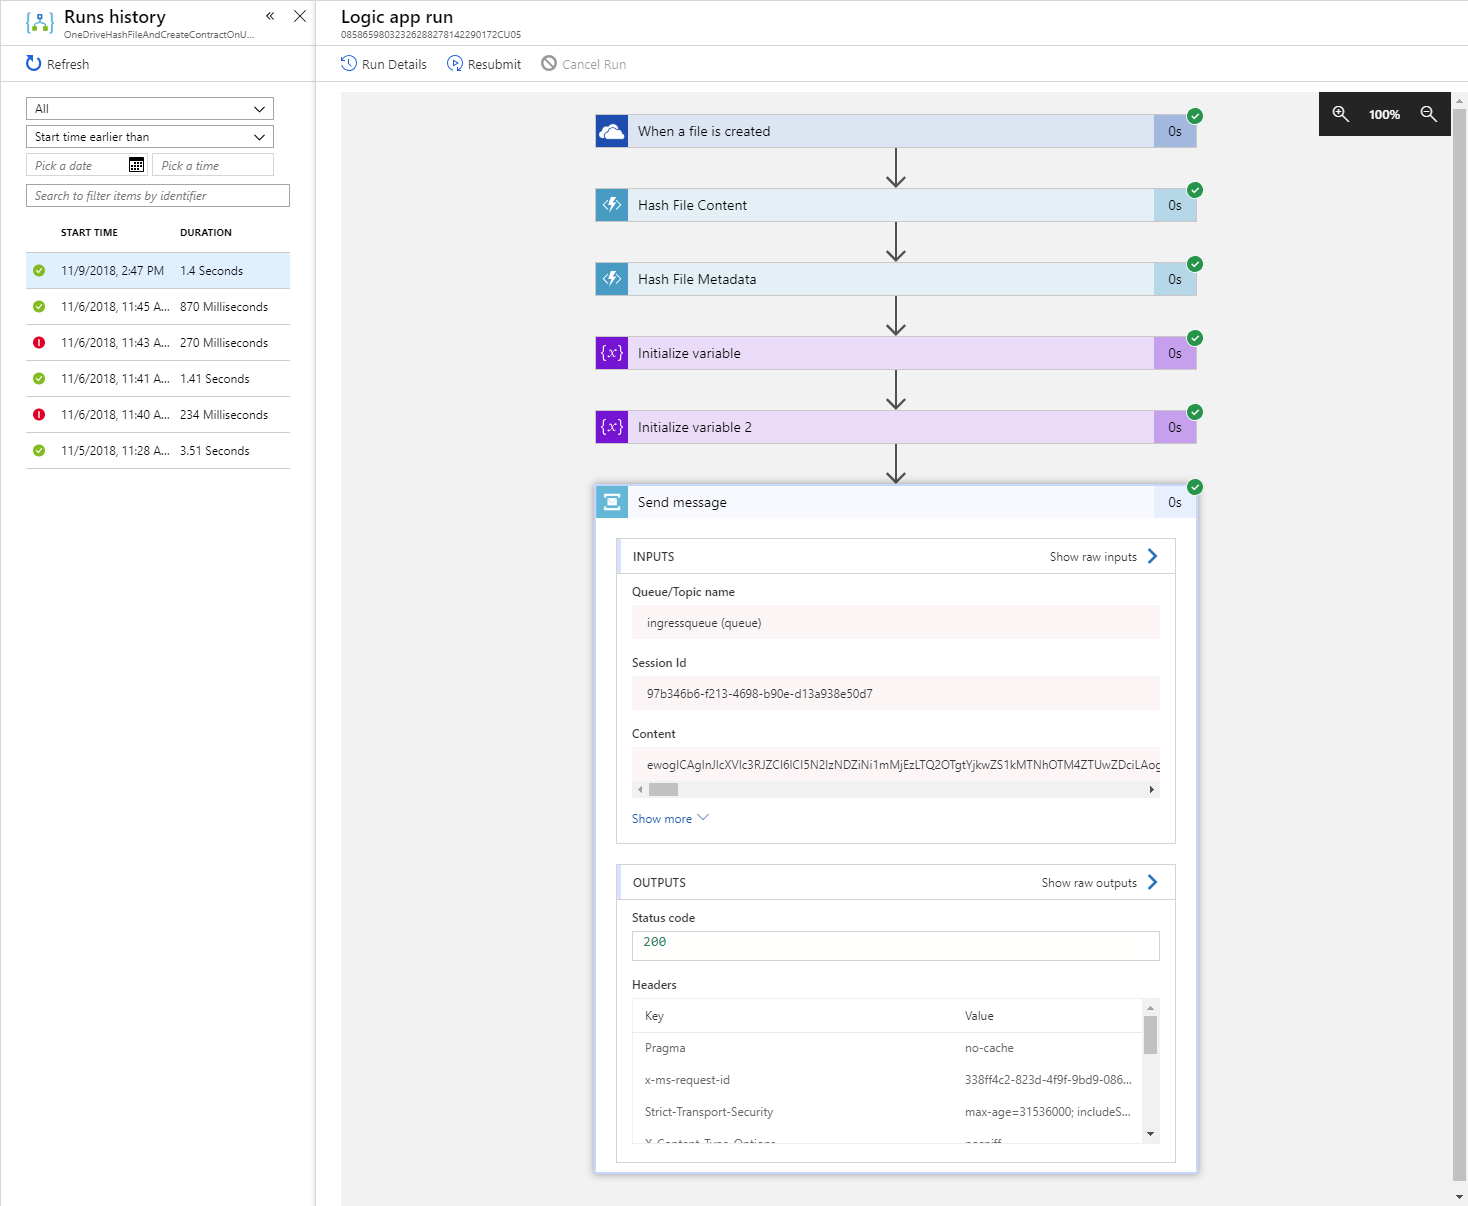 Runs history
OneDriveHashFileAndCreateContractOnU...
Refresh
All
Start time earlier than
Pick a date
Pick a time
Search to filter items by identifier
START TIME DURATION
11/9/2018, 2:47 PM 1.4 Seconds
11/6/2018, 11:45 A... 870 Milliseconds
11/6/2018, 11:43 A... 270 Milliseconds
11/6/2018, 11:41 A... 1.41 Seconds
11/6/2018, 11:40 A... 234 Milliseconds
11/5/2018, 11:28 A... 3.51 Seconds
Logic app run
Run Details Resubmit Cancel Run
100%
When a file is created 0s
Hash File Content 0s
Hash File Metadata 0s
{x} Initialize variable 0s
{x} Initialize variable 2 0s
Send message 0s
INPUTS Show raw inputs
Queue/Topic name
ingressqueue (queue)
Session Id
97b346b6-f213-4698-b90e-d13a938e50d7
Content
Show more
OUTPUTS Show raw outputs
Status code
200
Headers
Key Value
Pragma no-cache
x-ms-request-id 338ff4c2-823d-4f9f-9bd9-086...
Strict-Transport-Security max-age=31536000; includeS...
X-Content-Type-Options nosniff